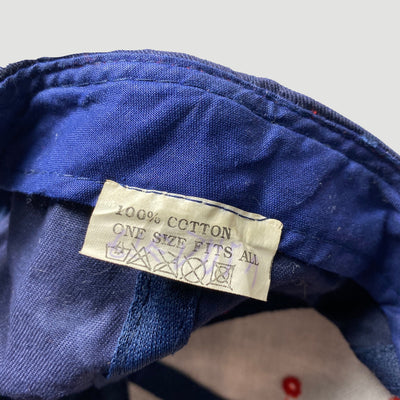 100% COTTON
ONE SIZE FITS ALL